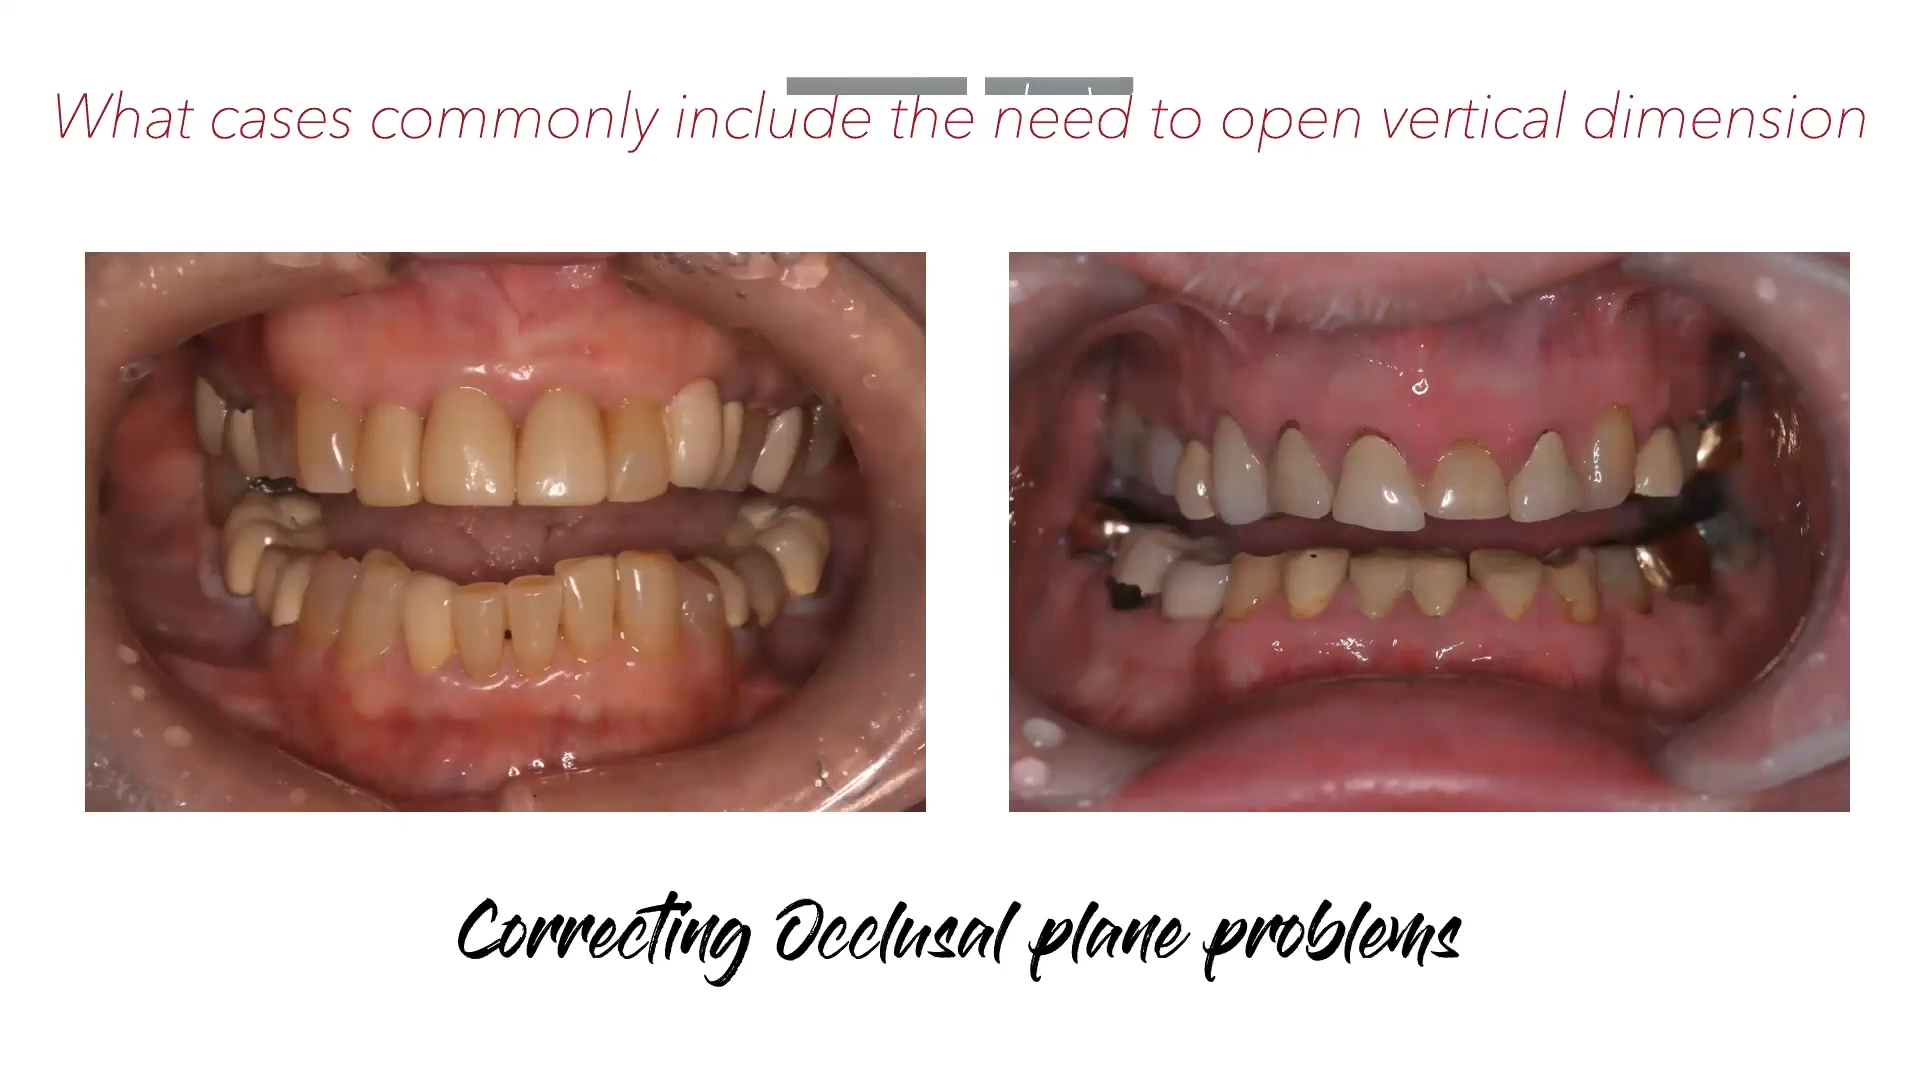 What cases commonly include the need to open vertical dimension
Correcting Occlusal plane problems